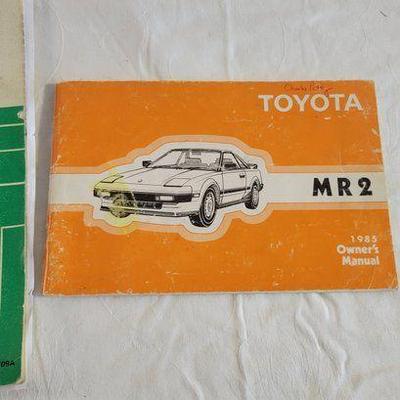 TOYOTA
MR2
1985
Owner's
Manual